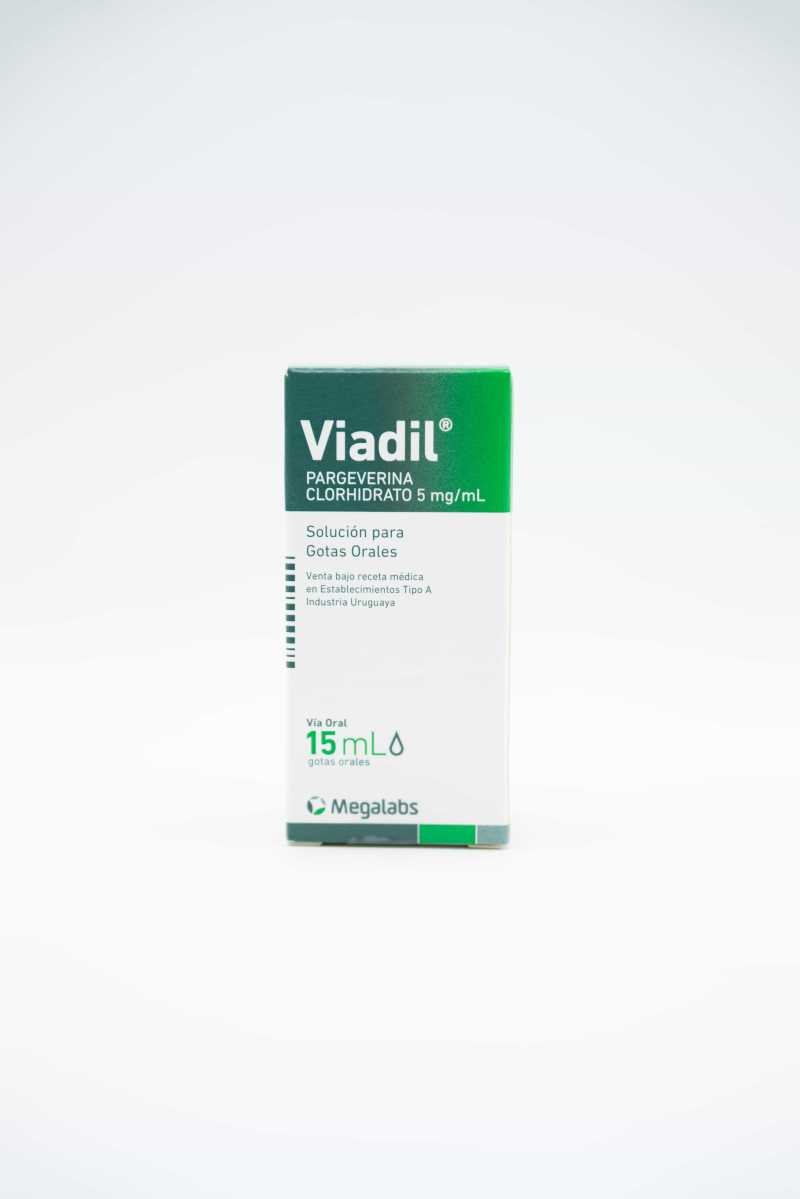 Viadil®
PARGEVERINA
CLORHIDRATO 5 mg/mL
Solución para
Gotas Orales
Venta bajo receta médica
en Establecimientos Tipo A
Industria Uruguaya
Vía Oral
15 mL
gotas orales
Megalabs